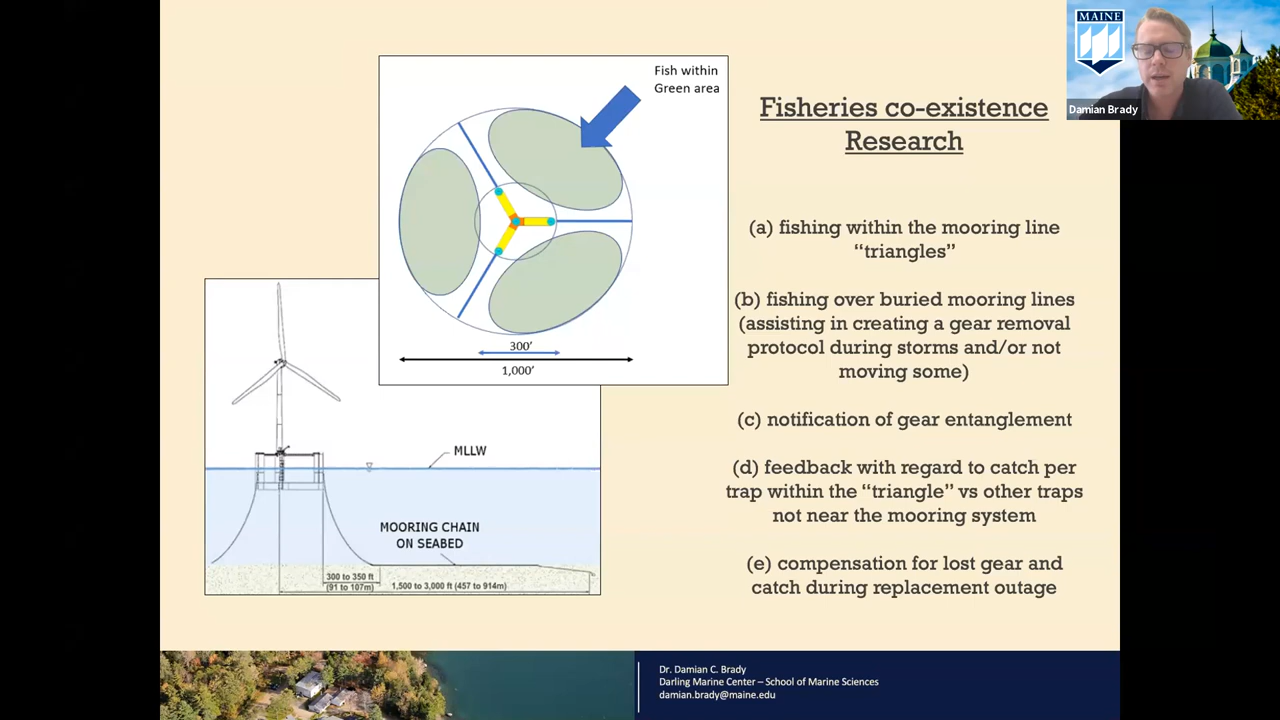 MAINE
Damian Brady
Fish within
Green area
300’
1,000’
Fisheries co-existence
Research
(a) fishing within the mooring line
“triangles”
(b) fishing over buried mooring lines
(assisting in creating a gear removal
protocol during storms and/or not
moving some)
(c) notification of gear entanglement
(d) feedback with regard to catch per
trap within the “triangle” vs other traps
not near the mooring system
(e) compensation for lost gear and
catch during replacement outage
MLLW
MOORING CHAIN
ON SEABED
300 to 350 ft
(91 to 107m)
1,500 to 3,000 ft (457 to 914m)
Dr. Damian C. Brady
Darling Marine Center – School of Marine Sciences
damian.brady@maine.edu